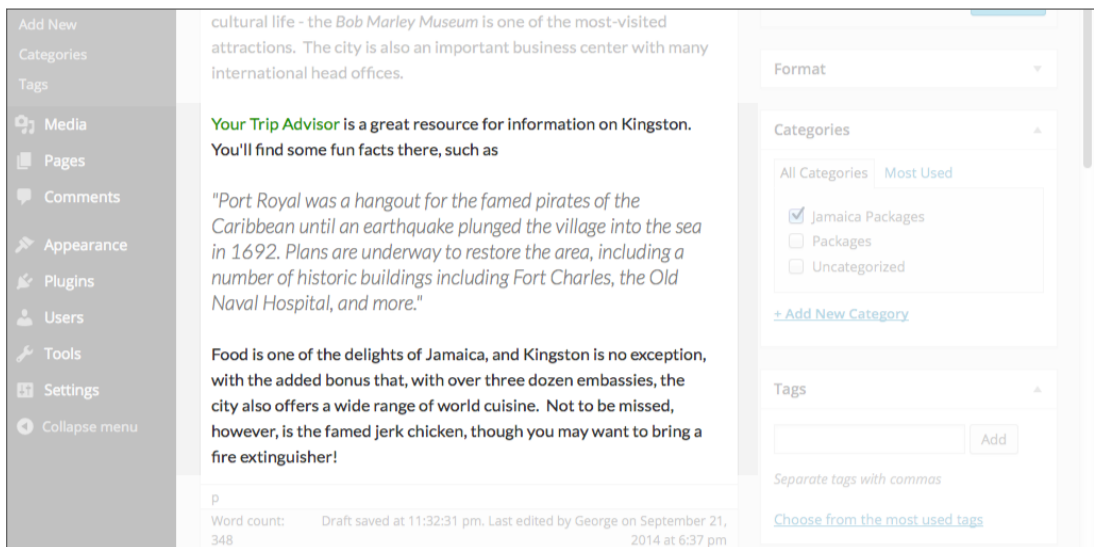 Add New
Categories
Tags
Media
Pages
Comments
Appearance
Plugins
Users
Tools
Settings
Collapse menu
cultural life - the Bob Marley Museum is one of the most-visited
attractions. The city is also an important business center with many
international head offices.
Your Trip Advisor is a great resource for information on Kingston.
You'll find some fun facts there, such as
"Port Royal was a hangout for the famed pirates of the
Caribbean until an earthquake plunged the village into the sea
in 1692. Plans are underway to restore the area, including a
number of historic buildings including Fort Charles, the Old
Naval Hospital, and more."
Food is one of the delights of Jamaica, and Kingston is no exception,
with the added bonus that, with over three dozen embassies, the
city also offers a wide range of world cuisine. Not to be missed,
however, is the famed jerk chicken, though you may want to bring a
fire extinguisher!
p
Word count:
348
Draft saved at 11:32:31 pm. Last edited by George on September 21,
2014 at 6:37 pm
Format
Categories
All Categories Most Used
Jamaica Packages
Packages
Uncategorized
+ Add New Category
Tags
Add
Separate tags with commas
Choose from the most used tags